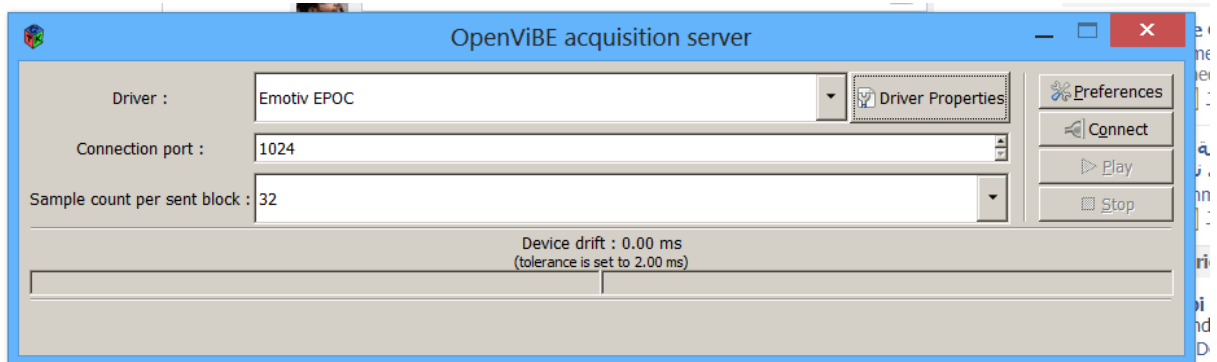 OpenViBE acquisition server
Driver :
Emotiv EPOC
Driver Properties
Preferences
Connection port :
1024
Connect
Play
Sample count per sent block :
32
Stop
Device drift : 0.00 ms
(tolerance is set to 2.00 ms)